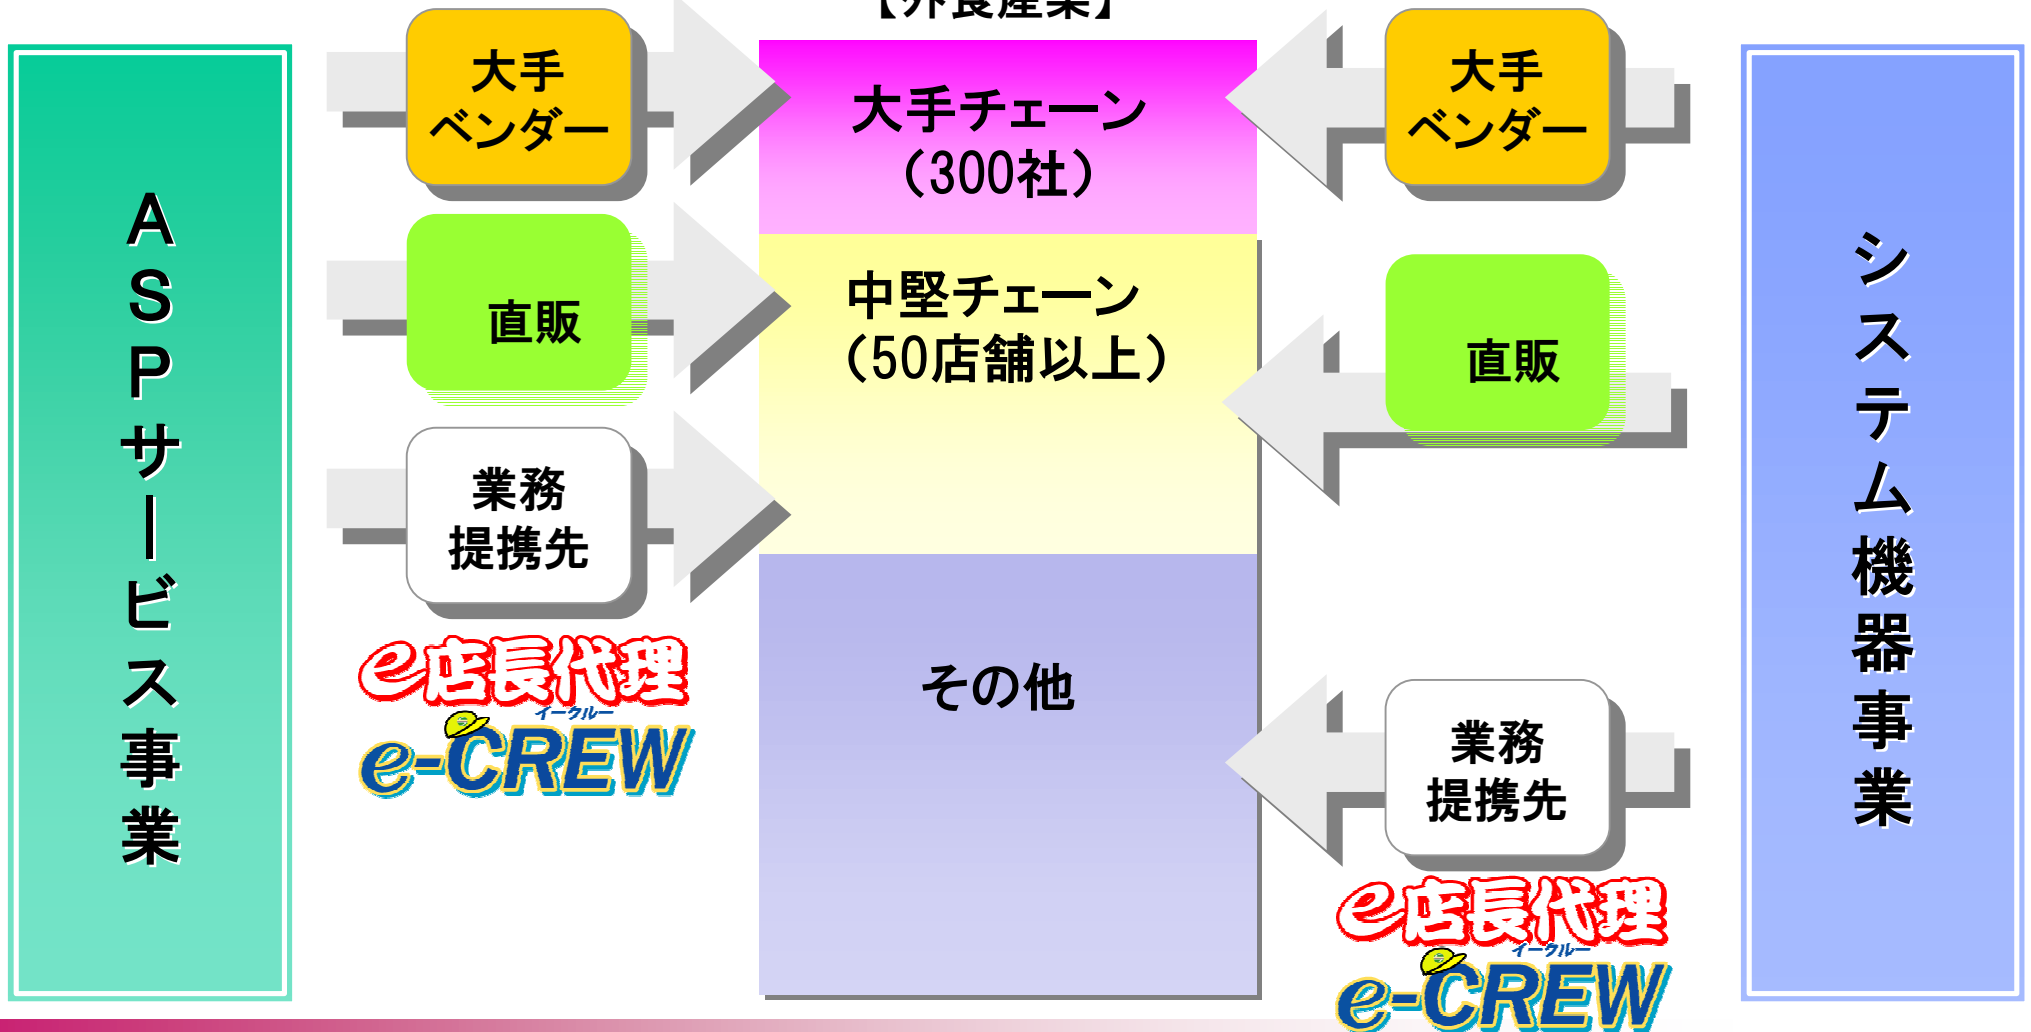 【外食産業】
ASPサービス事業
大手
ベンダー
直販
業務
提携先
e店長代理
イークルー
e-CREW
大手チェーン
（300社）
中堅チェーン
（50店舗以上）
その他
大手
ベンダー
直販
業務
提携先
e店長代理
イークルー
e-CREW
システム機器事業